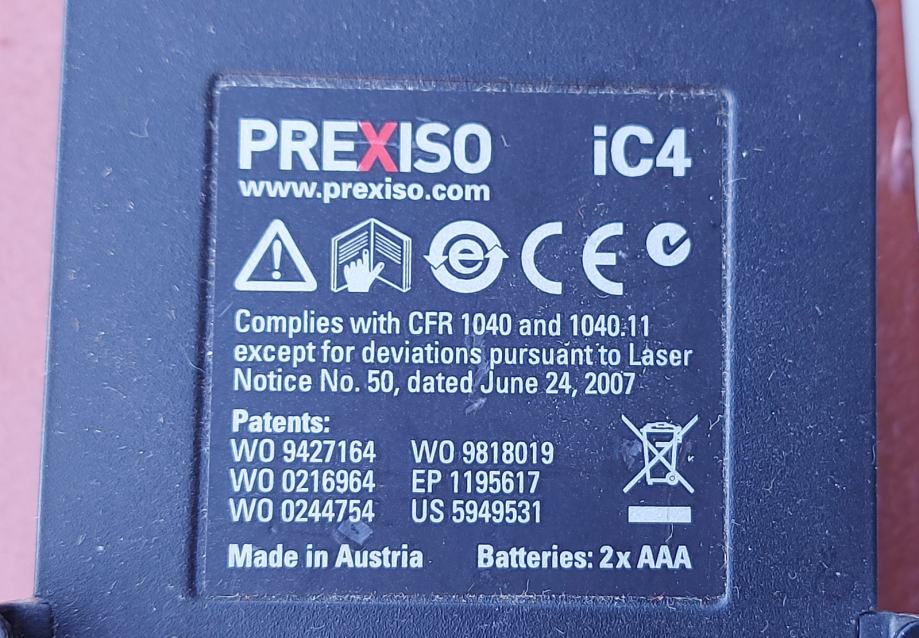 PREXISO iC4
www.prexiso.com
Complies with CFR 1040 and 1040.11
except for deviations pursuant to Laser
Notice No. 50, dated June 24, 2007
Patents:
WO 9427164 WO 9818019
WO 0216964 EP 1195617
WO 0244754 US 5949531
Made in Austria Batteries: 2x AAA